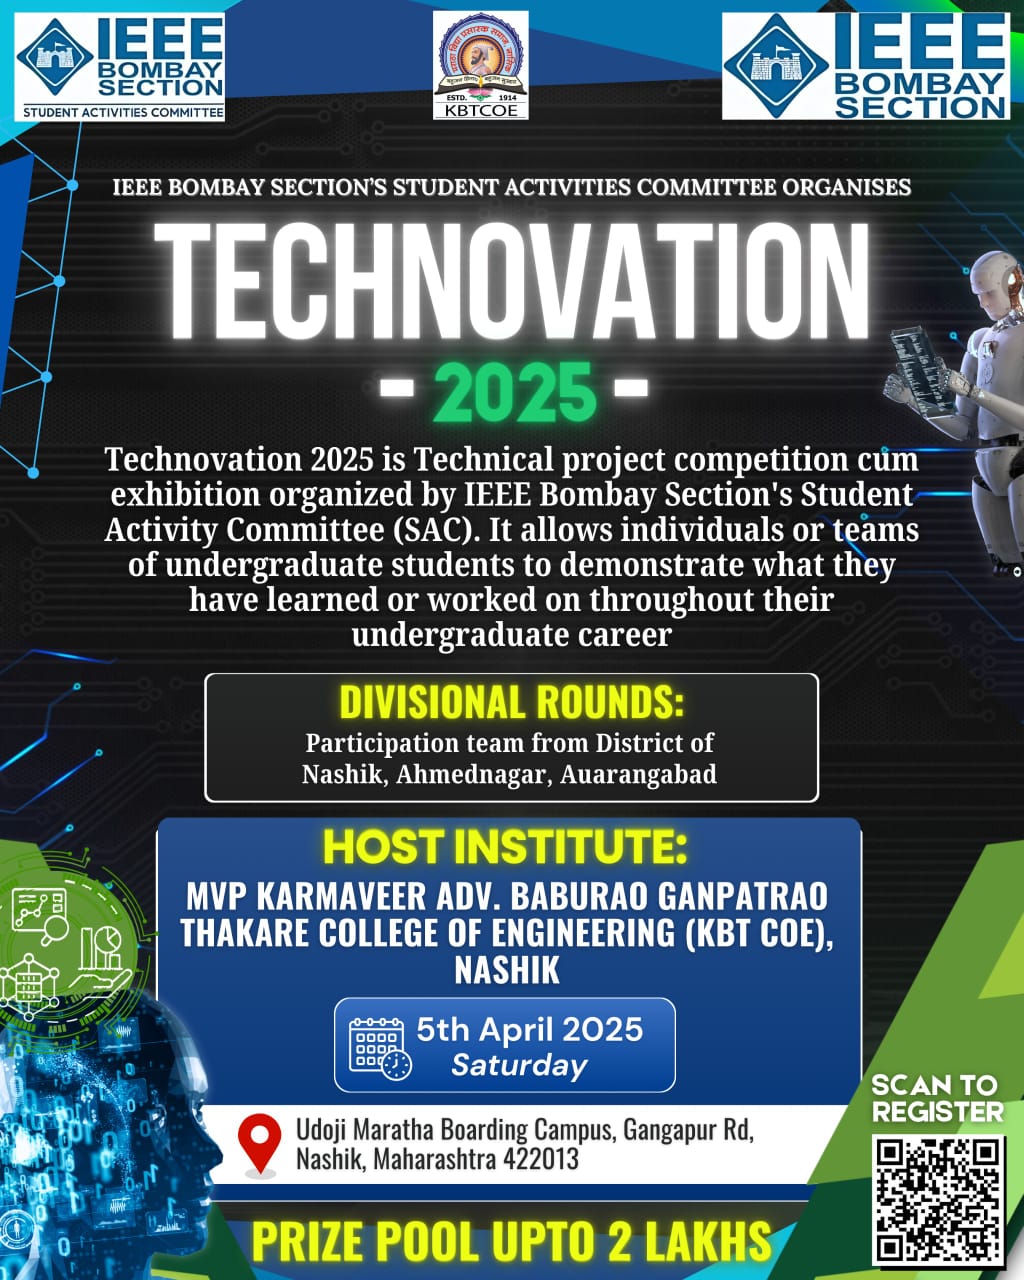 IEEE
BOMBAY
SECTION
STUDENT ACTIVITIES COMMITTEE
ESTD. 1914
KBTCOE
IEEE
BOMBAY
SECTION
IEEE BOMBAY SECTION'S STUDENT ACTIVITIES COMMITTEE ORGANISES
TECHNOVATION
- 2025 -
Technovation 2025 is Technical project competition cum
exhibition organized by IEEE Bombay Section's Student
Activity Committee (SAC). It allows individuals or teams
of undergraduate students to demonstrate what they
have learned or worked on throughout their
undergraduate career
DIVISIONAL ROUNDS:
Participation team from District of
Nashik, Ahmednagar, Auarangabad
HOST INSTITUTE:
MVP KARMAVEER ADV. BABURAO GANPATRAO
THAKARE COLLEGE OF ENGINEERING (KBT COE),
NASHIK
5th April 2025
Saturday
SCAN TO
REGISTER
Udoji Maratha Boarding Campus, Gangapur Rd,
Nashik, Maharashtra 422013
PRIZE POOL UPTO 2 LAKHS